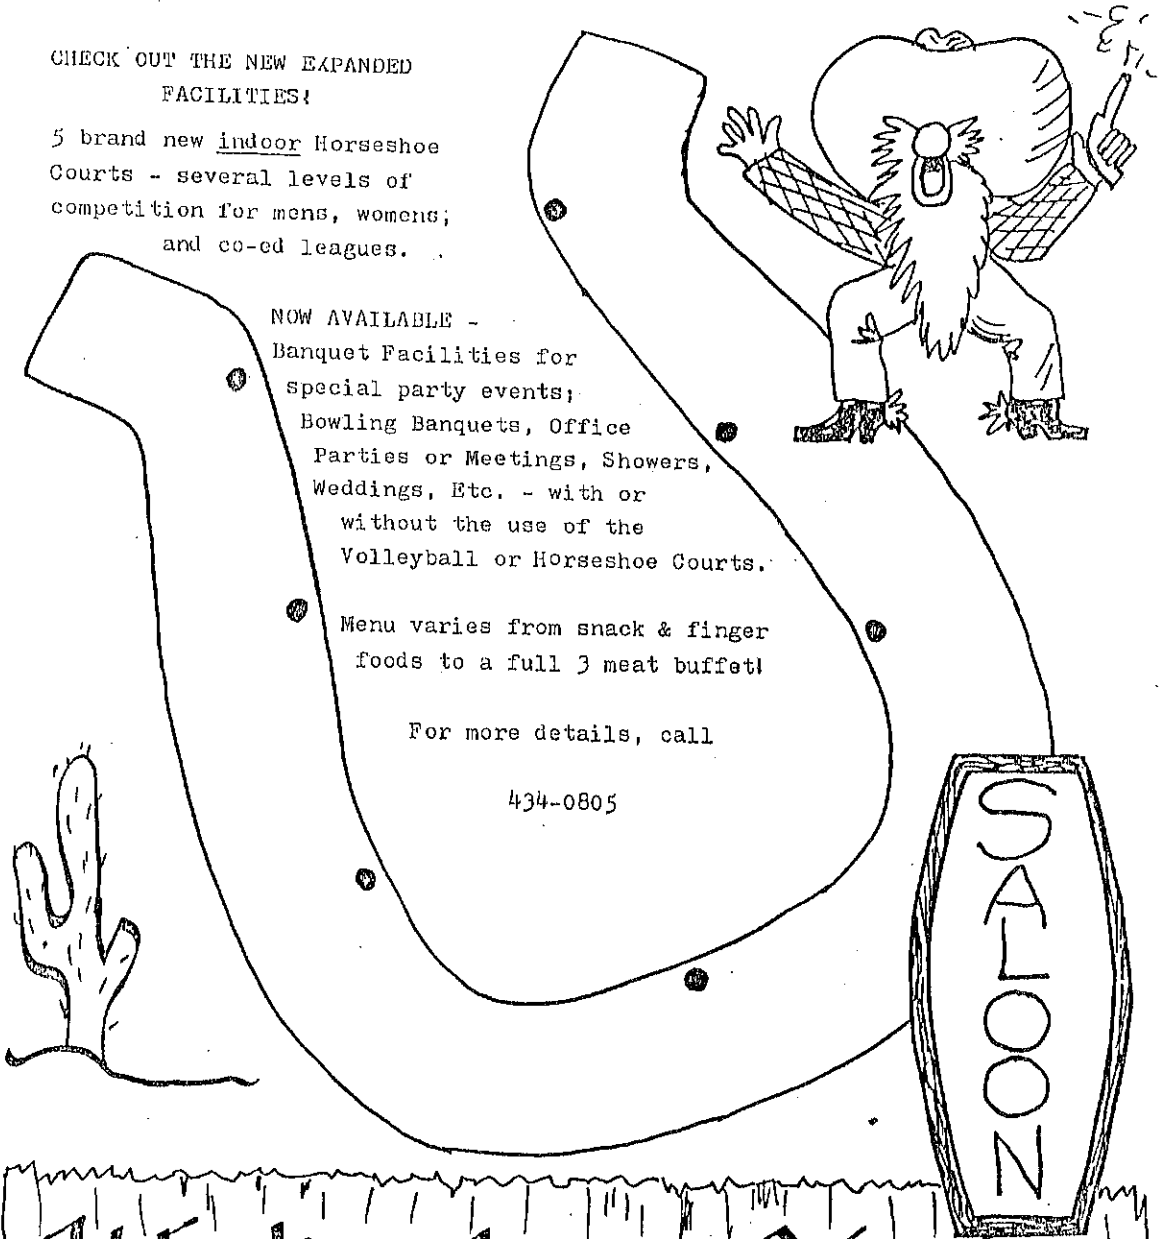 CHECK OUT THE NEW EXPANDED
FACILITIES!
5 brand new indoor Horseshoe
Courts - several levels of
competition for mens, womens,
and co-ed leagues.
NOW AVAILABLE -
Banquet Facilities for
special party events;
Bowling Banquets, Office
Parties or Meetings, Showers,
Weddings, Etc. - with or
without the use of the
Volleyball or Horseshoe Courts.
Menu varies from snack & finger
foods to a full 3 meat buffet!
For more details, call
434-0805
SALOON